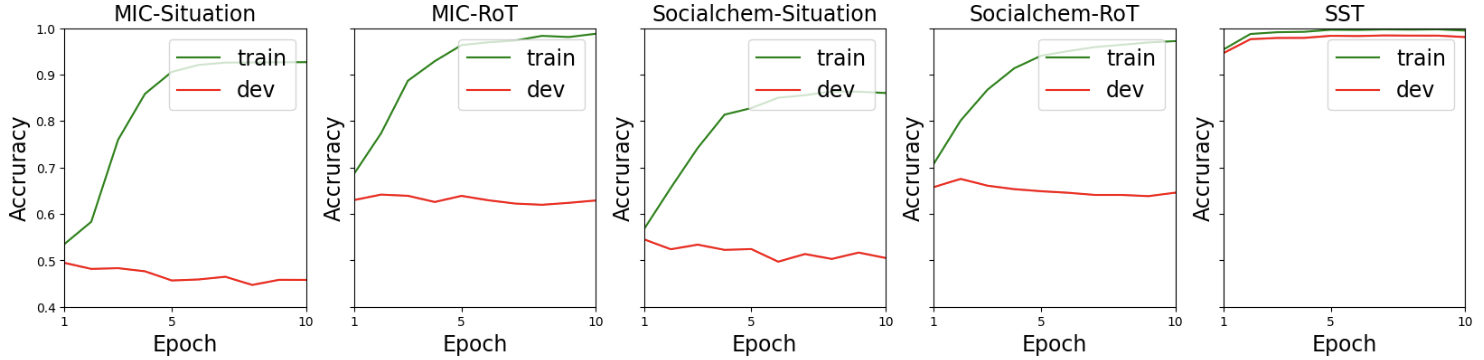 MIC-Situation
MIC-RoT
Socialchem-Situation
Socialchem-RoT
SST
1.0
0.9
0.8
0.7
0.6
0.5
0.4
Accruracy
train
dev
1
5
10
Epoch
Accruracy
train
dev
1
5
10
Epoch
Accruracy
train
dev
1
5
10
Epoch
Accruracy
train
dev
1
5
10
Epoch
Accruracy
train
dev
1
5
10
Epoch